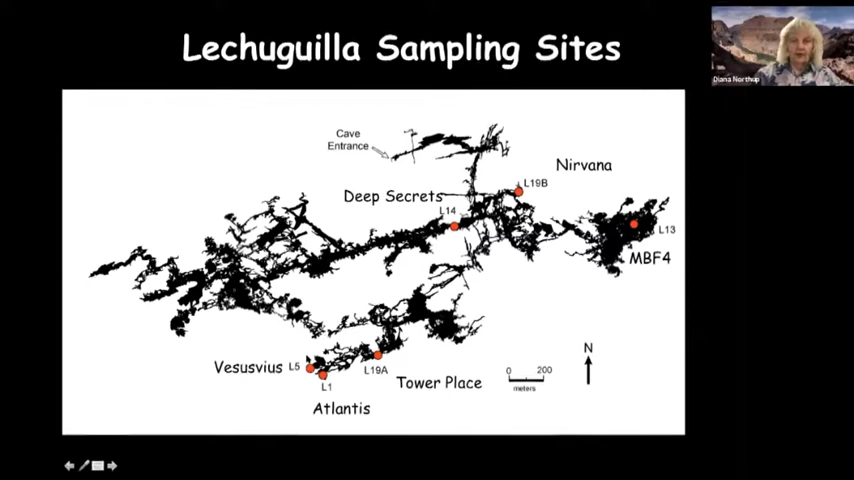 Lechuguilla Sampling Sites
Diana Northup
Cave
Entrance
Nirvana
L19B
Deep Secrets
L14
L13
MBF4
N
Vesusvius
L5
L19A
Tower Place
L1
Atlantis
0 200
meters